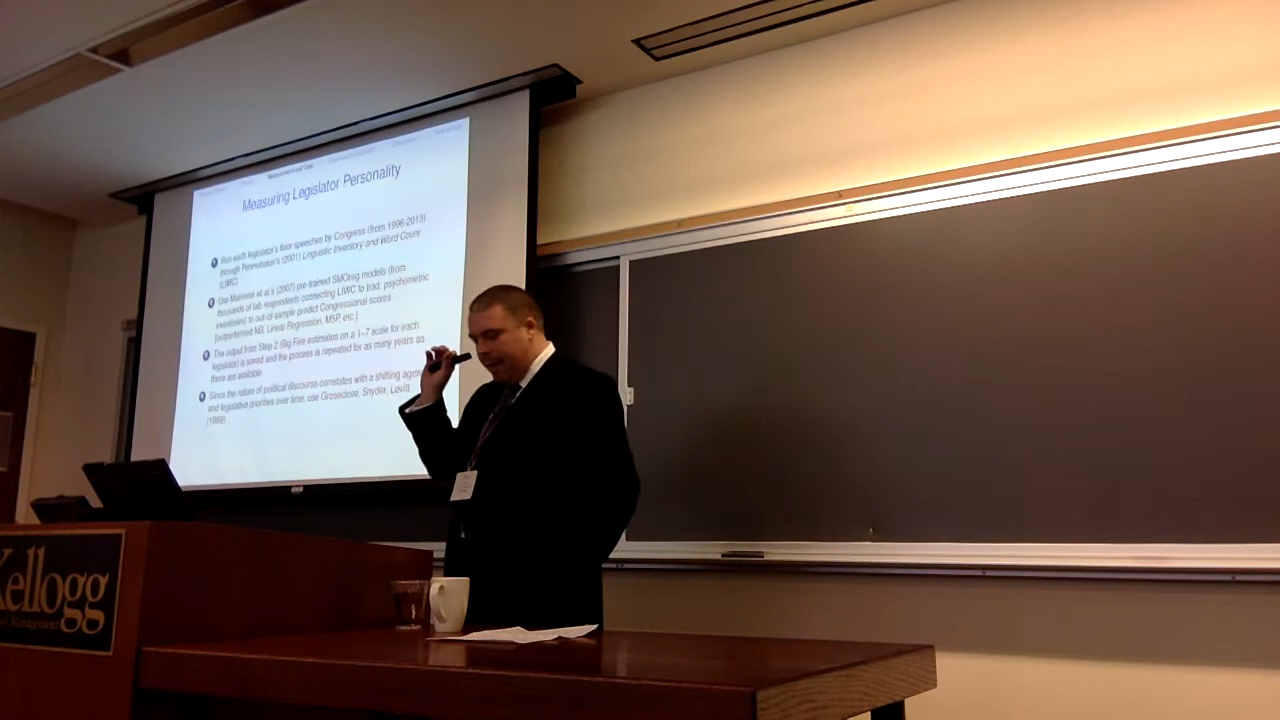 Measurement and Data
Measuring Legislator Personality
Run each legislator's floor speeches by Congress (from 1996-2013)
through Pennebaker's (2001) Linguistic Inventory and Word Count
(LIWC)
Use Mairesse et al.'s (2007) pre-trained SMOreg models (from
thousands of lab respondents connecting LIWC to trad. psychometric
inventories) to out-of-sample predict Congressional scores
[outperformed NB, Linear Regression, M5P, etc.]
The output from Step 2 (Big Five estimates on a 1–7 scale for each
legislator) is saved and the process is repeated for as many years as
there are available
Since the nature of political discourse correlates with a shifting agen
and legislative priorities over time, use Groseclose, Snyder, Levitt
(1999)
Kellogg
Management